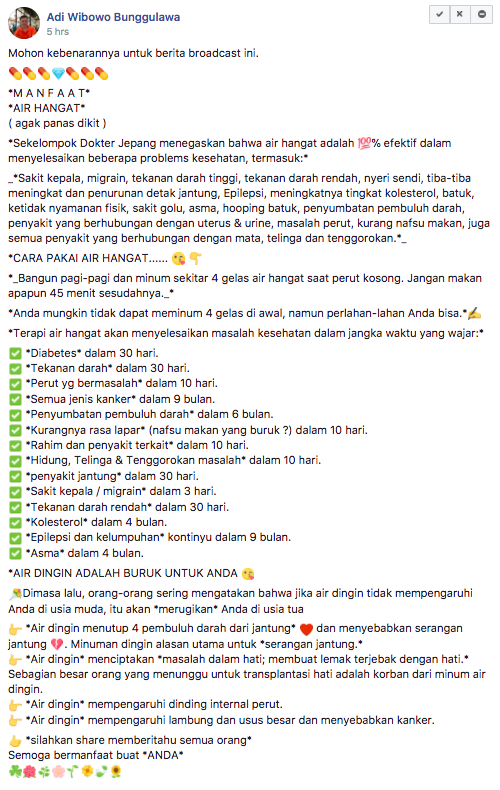 Adi Wibowo Bunggulawa
5 hrs
Mohon kebenarannya untuk berita broadcast ini.
💊💊💊💎💊💊💊
*M A N F A A T*
*AIR HANGAT*
( agak panas dikit )
*Sekelompok Dokter Jepang menegaskan bahwa air hangat adalah 💯% efektif dalam
menyelesaikan beberapa problems kesehatan, termasuk:*
_*Sakit kepala, migrain, tekanan darah tinggi, tekanan darah rendah, nyeri sendi, tiba-tiba
meningkat dan penurunan detak jantung, Epilepsi, meningkatnya tingkat kolesterol, batuk,
ketidak nyamanan fisik, sakit golu, asma, hooping batuk, penyumbatan pembuluh darah,
penyakit yang berhubungan dengan uterus & urine, masalah perut, kurang nafsu makan, juga
semua penyakit yang berhubungan dengan mata, telinga dan tenggorokan.*_
*CARA PAKAI AIR HANGAT...... 😘👇
*_Bangun pagi-pagi dan minum sekitar 4 gelas air hangat saat perut kosong. Jangan makan
apapun 45 menit sesudahnya._*
*Anda mungkin tidak dapat meminum 4 gelas di awal, namun perlahan-lahan Anda bisa.*✍
*Terapi air hangat akan menyelesaikan masalah kesehatan dalam jangka waktu yang wajar:*
✅ *Diabetes* dalam 30 hari.
✅ *Tekanan darah* dalam 30 hari.
✅ *Perut yg bermasalah* dalam 10 hari.
✅ *Semua jenis kanker* dalam 9 bulan.
✅ *Penyumbatan pembuluh darah* dalam 6 bulan.
✅ *Kurangnya rasa lapar* (nafsu makan yang buruk ?) dalam 10 hari.
✅ *Rahim dan penyakit terkait* dalam 10 hari.
✅ *Hidung, Telinga & Tenggorokan masalah* dalam 10 hari.
✅ *penyakit jantung* dalam 30 hari.
✅ *Sakit kepala / migrain* dalam 3 hari.
✅ *Tekanan darah rendah* dalam 30 hari.
✅ *Kolesterol* dalam 4 bulan.
✅ *Epilepsi dan kelumpuhan* kontinyu dalam 9 bulan.
✅ *Asma* dalam 4 bulan.
*AIR DINGIN ADALAH BURUK UNTUK ANDA 😘
Dimasa lalu, orang-orang sering mengatakan bahwa jika air dingin tidak mempengaruhi
Anda di usia muda, itu akan *merugikan* Anda di usia tua
👉 *Air dingin menutup 4 pembuluh darah dari jantung* ❤ dan menyebabkan serangan
jantung 💔. Minuman dingin alasan utama untuk *serangan jantung.*
👉 *Air dingin* menciptakan *masalah dalam hati; membuat lemak terjebak dengan hati.*
Sebagian besar orang yang menunggu untuk transplantasi hati adalah korban dari minum air
dingin.
👉 *Air dingin* mempengaruhi dinding internal perut.
👉 *Air dingin* mempengaruhi lambung dan usus besar dan menyebabkan kanker.
👍 *silahkan share memberitahu semua orang*
Semoga bermanfaat buat *ANDA*
☘🌺🌿🌸🌱🌼🍃🌻